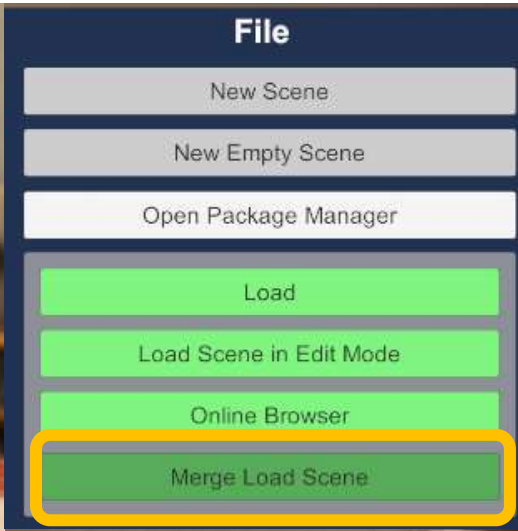 File
New Scene
New Empty Scene
Open Package Manager
Load
Load Scene in Edit Mode
Online Browser
Merge Load Scene